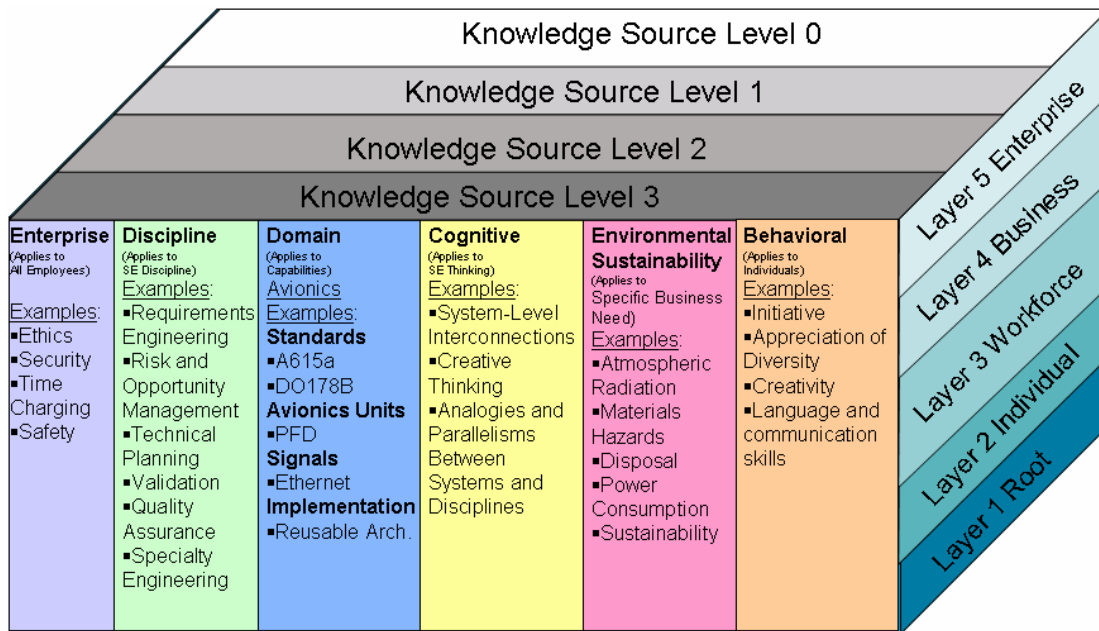 Knowledge Source Level 0
Knowledge Source Level 1
Knowledge Source Level 2
Knowledge Source Level 3
Enterprise
(Applies to
All Employees)
Examples:
▪Ethics
▪Security
▪Time
Charging
▪Safety
Discipline
(Applies to
SE Discipline)
Examples:
▪Requirements
Engineering
▪Risk and
Opportunity
Management
▪Technical
Planning
▪Validation
▪Quality
Assurance
▪Specialty
Engineering
Domain
(Applies to
Capabilities)
Avionics
Examples:
Standards
▪A615a
▪DO178B
Avionics Units
▪PFD
Signals
▪Ethernet
Implementation
▪Reusable Arch.
Cognitive
(Applies to
SE Thinking)
Examples:
▪System-Level
Interconnections
▪Creative
Thinking
▪Analogies and
Parallelisms
Between
Systems and
Disciplines
Environmental
Sustainability
(Applies to
Specific Business
Need)
Examples:
▪Atmospheric
Radiation
▪Materials
Hazards
▪Disposal
▪Power
Consumption
▪Sustainability
Behavioral
(Applies to
Individuals)
Examples:
▪Initiative
▪Appreciation of
Diversity
▪Creativity
▪Language and
communication
skills
Layer 5 Enterprise
Layer 4 Business
Layer 3 Workforce
Layer 2 Individual
Layer 1 Root